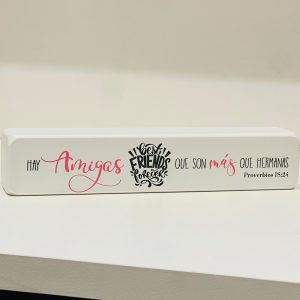 HAY Amigas best FRIENDS forever QUE SON más QUE HERMANAS
Proverbios 18:24